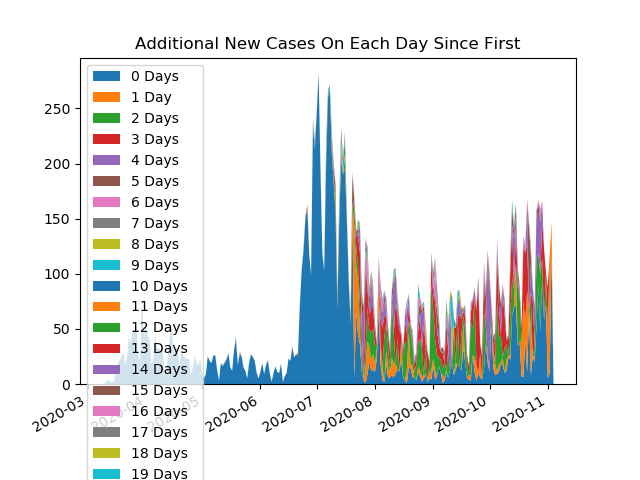 Additional New Cases On Each Day Since First
250
200
150
100
50
0
0 Days
1 Day
2 Days
3 Days
4 Days
5 Days
6 Days
7 Days
8 Days
9 Days
10 Days
11 Days
12 Days
13 Days
14 Days
15 Days
16 Days
17 Days
18 Days
19 Days
2020-03
2020-04
2020-05
2020-06
2020-07
2020-08
2020-09
2020-10
2020-11